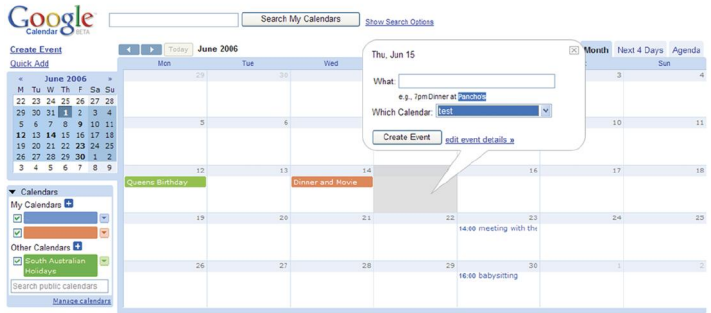 Google
Calendar BETA
Search My Calendars
Show Search Options
Create Event
Quick Add
Today
June 2006
Month
Next 4 Days
Agenda
Mon
Tue
Wed
Sun
« June 2006 »
M Tu W Th F Sa Su
22 23 24 25 26 27 28
29 30 31 1 2 3 4
5 6 7 8 9 10 11
12 13 14 15 16 17 18
19 20 21 22 23 24 25
26 27 28 29 30 1 2
3 4 5 6 7 8 9
Calendars
My Calendars
Other Calendars
South Australian
Holidays
Search public calendars
Manage calendars
Thu, Jun 15
What:
e.g., 7pm Dinner at Pancho's
Which Calendar: test
Create Event
edit event details »
29 30 3 4
5 6 10 11
12 13 14 16 17 18
Queens Birthday
Dinner and Movie
19 20 21 22 23 24 25
14:00 meeting with the
26 27 28 29 30 1 2
16:00 babysitting